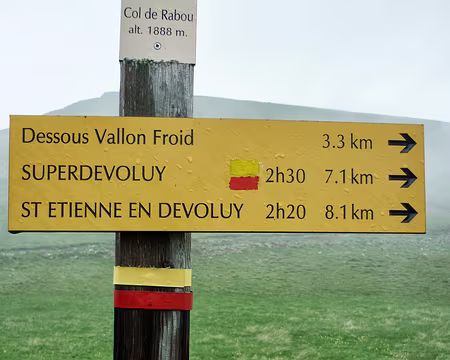 Col de Rabou
alt. 1888 m.
Dessous Vallon Froid 3.3 km
SUPERDEVOLUY 2h30 7.1 km
ST ETIENNE EN DEVOLUY 2h20 8.1 km